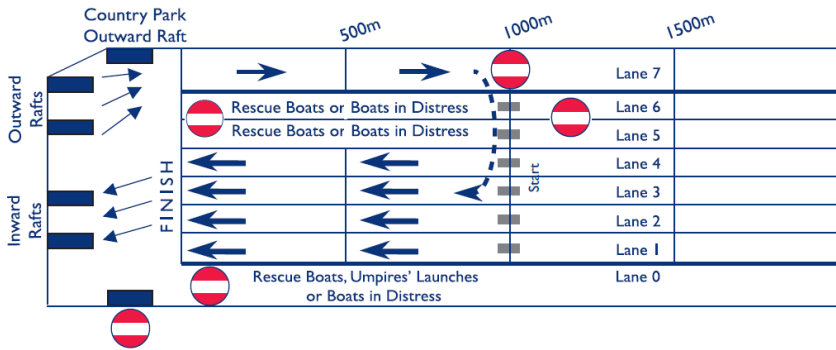 Country Park
Outward Raft
500m
1000m
1500m
Outward
Rafts
Lane 7
Rescue Boats or Boats in Distress
Lane 6
Rescue Boats or Boats in Distress
Lane 5
Lane 4
FINISH
Start
Lane 3
Inward
Rafts
Lane 2
Lane 1
Rescue Boats, Umpires' Launches
or Boats in Distress
Lane 0